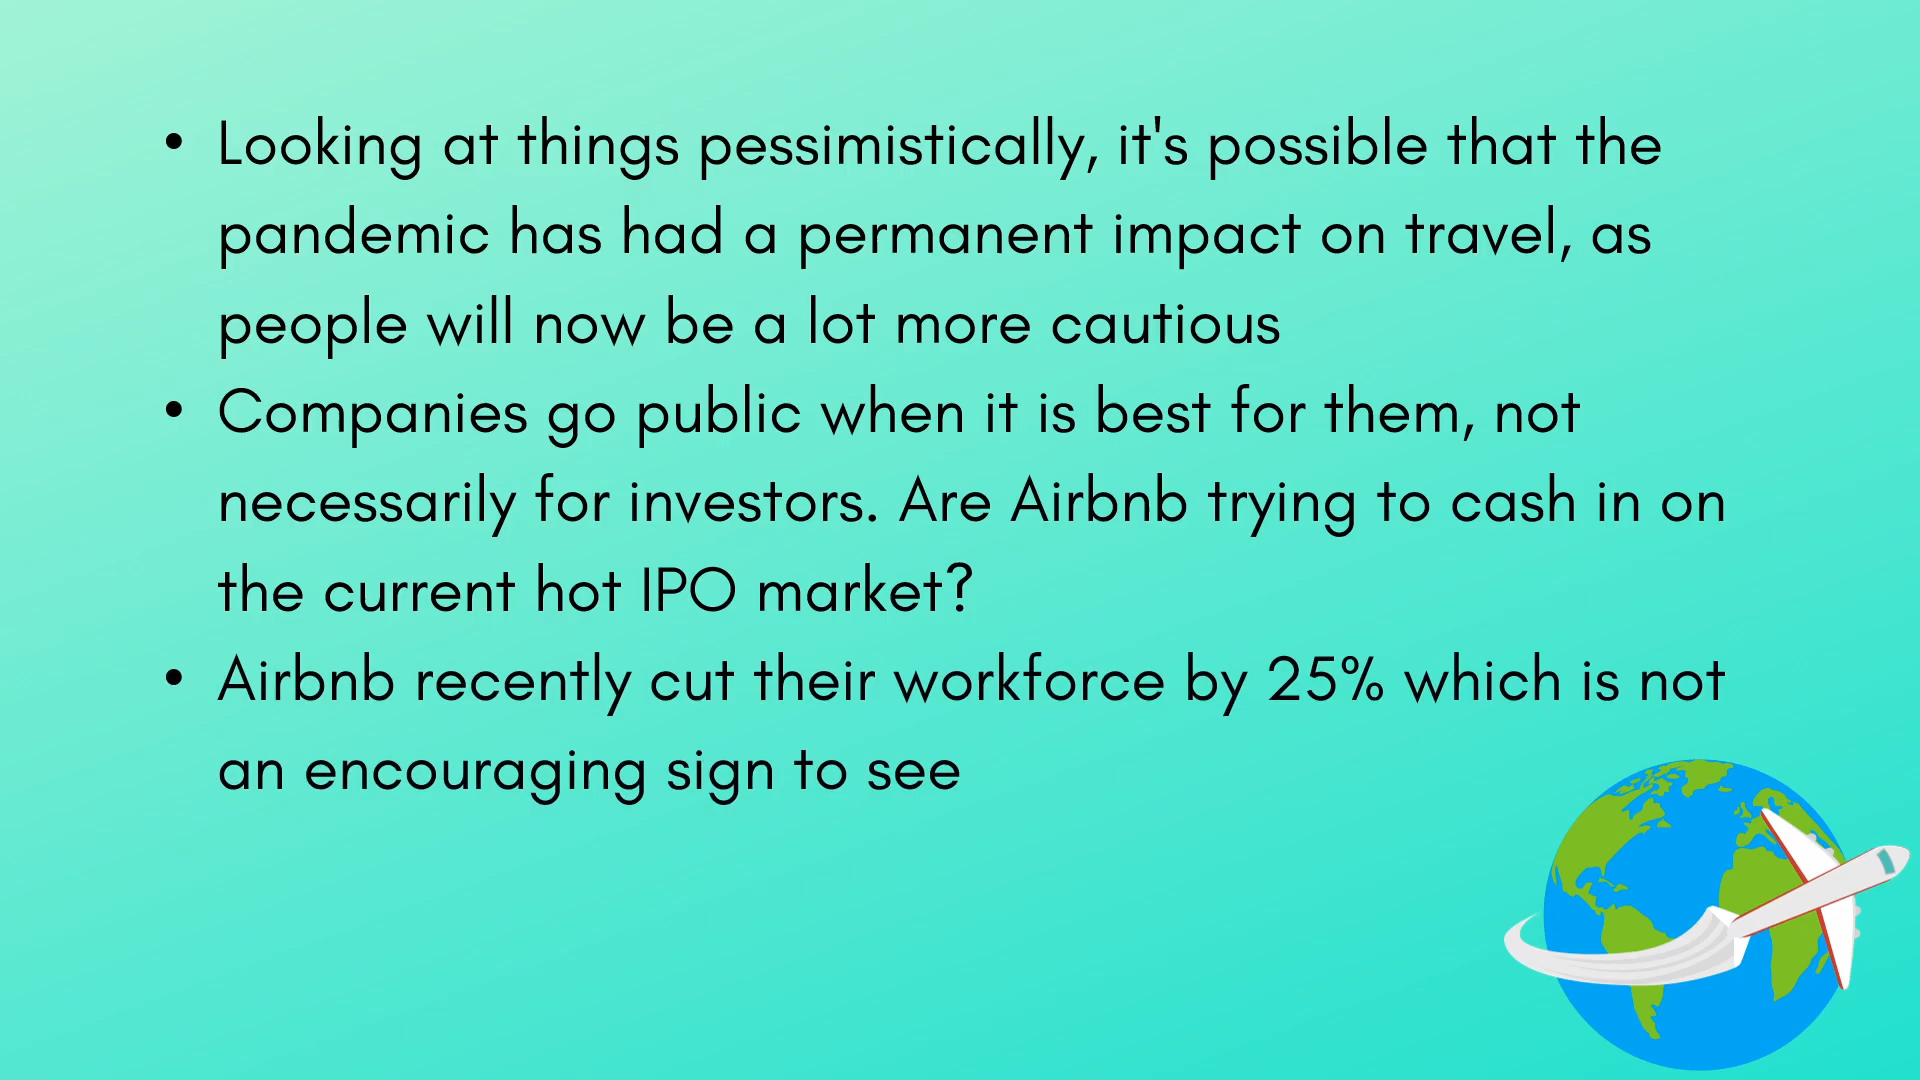 • Looking at things pessimistically, it's possible that the
pandemic has had a permanent impact on travel, as
people will now be a lot more cautious
• Companies go public when it is best for them, not
necessarily for investors. Are Airbnb trying to cash in on
the current hot IPO market?
• Airbnb recently cut their workforce by 25% which is not
an encouraging sign to see